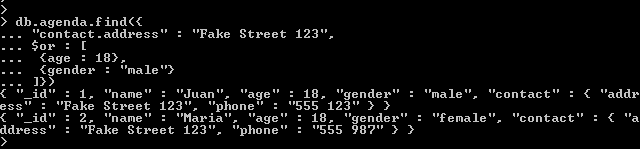 >
> db.agenda.find({
... "contact.address" : "Fake Street 123",
... $or : [
...  {age : 18},
...  {gender : "male"}
... ]})
{ "_id" : 1, "name" : "Juan", "age" : 18, "gender" : "male", "contact" : { "addr
ess" : "Fake Street 123", "phone" : "555 123" } }
{ "_id" : 2, "name" : "Maria", "age" : 18, "gender" : "female", "contact" : { "a
ddress" : "Fake Street 123", "phone" : "555 987" } }
>